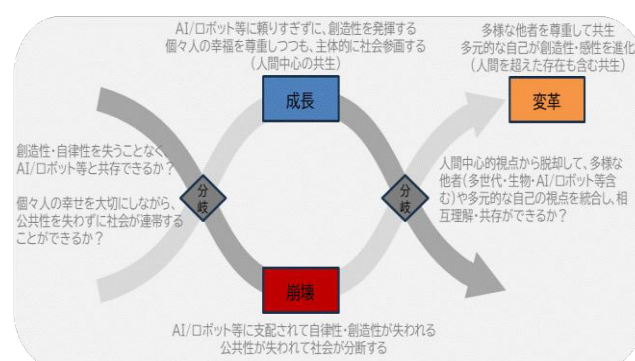 AI/ロボット等に頼りすぎずに、創造性を発揮する
個々人の幸福を尊重しつつも、主体的に社会参画する
(人間中心の共生)
成長
多様な他者を尊重して共生
多元的な自己が創造性・感性を進化
(人間を超えた存在も含む共生)
変革
創造性・自律性を失うことなく、
AI/ロボット等と共存できるか?
個々人の幸せを大切にしながら、
公共性を失わずに社会が連帯する
ことができるか?
分岐
分岐
人間中心的視点から脱却して、多様な
他者(多世代・生物・AI/ロボット等含
む)や多元的な自己の視点を統合し、相
互理解・共存ができるか?
崩壊
AI/ロボット等に支配されて自律性・創造性が失われる
公共性が失われて社会が分断する